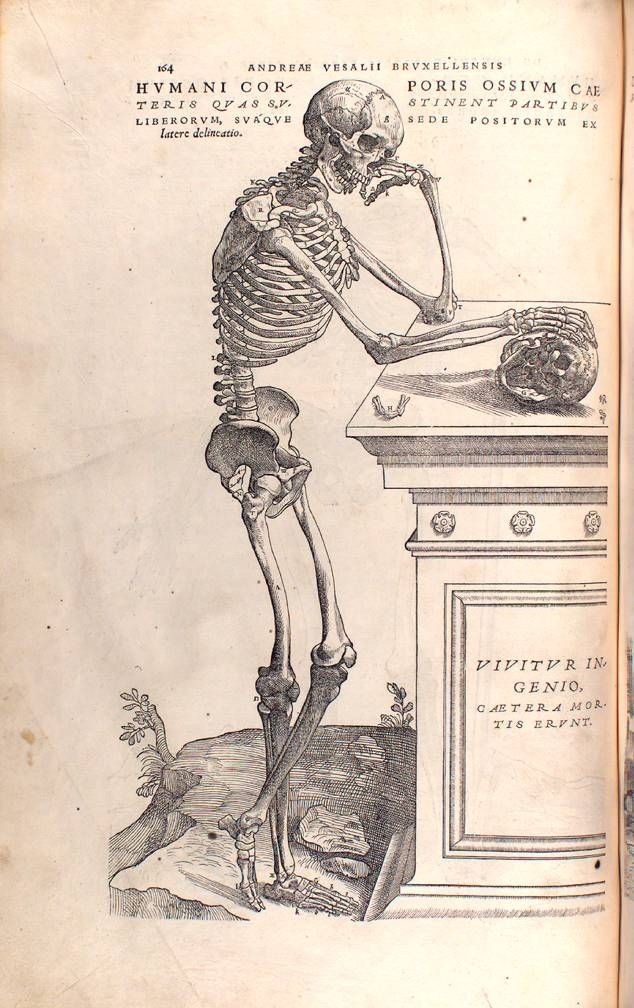 164 ANDREAE VESALII BRVXELLENSIS
HVMANI COR- PORIS OSSIVM CAE
TERIS QVAS SV- STINENT PARTIBVS
LIBERORVM, SVAQVE SEDE POSITORVM EX
latere delineatio.
VIVITVR IN-
GENIO,
CAETERA MOR-
TIS ERVNT.